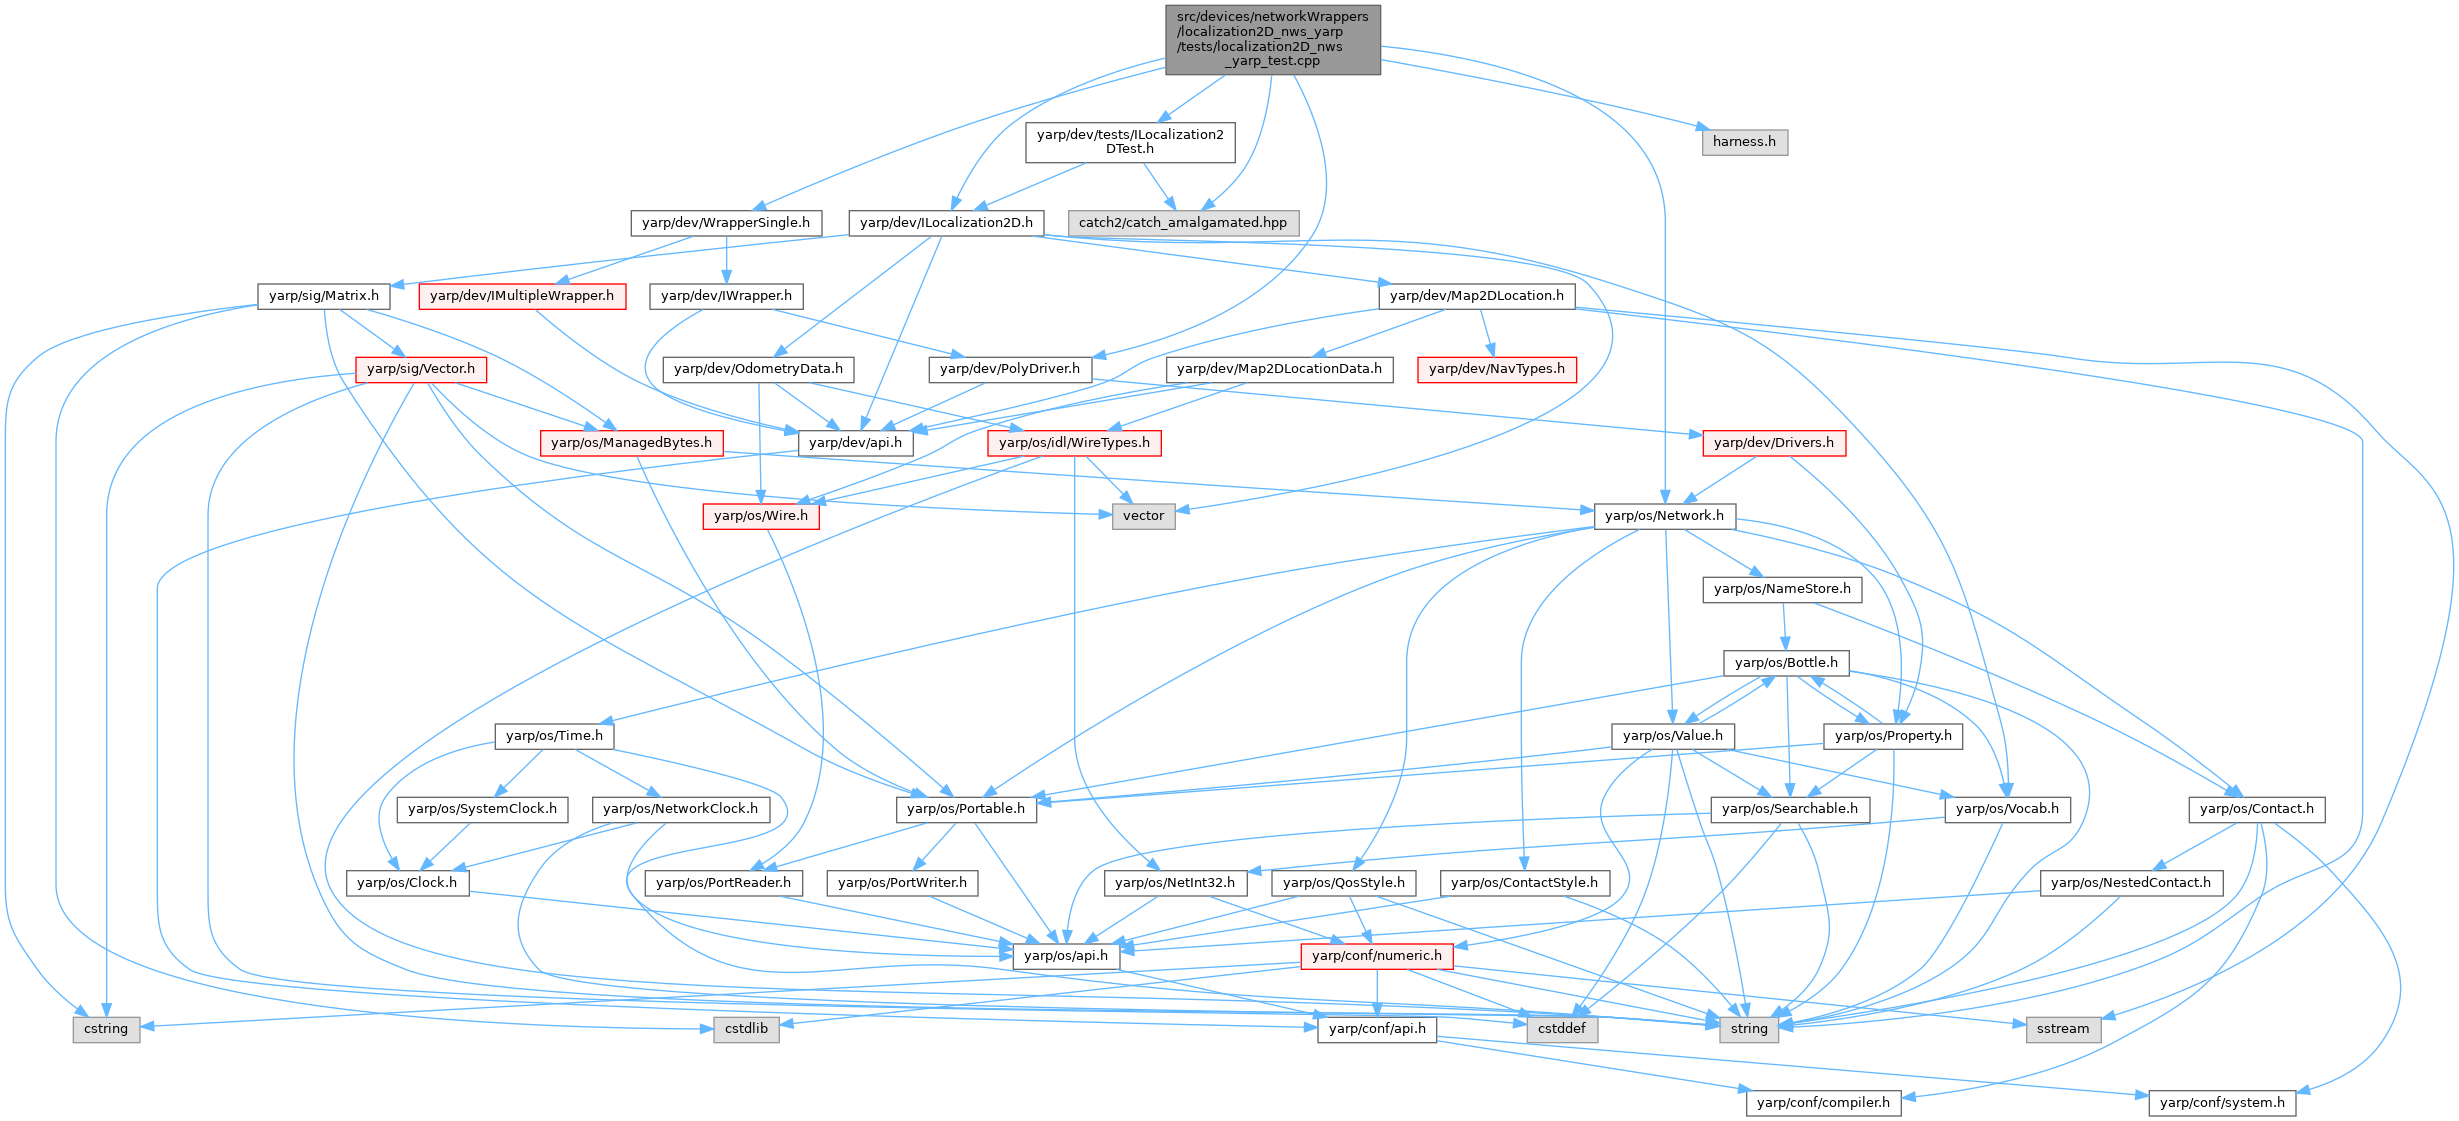 src/devices/networkWrappers
/localization2D_nws_yarp
/tests/localization2D_nws
_yarp_test.cpp
yarp/dev/tests/ILocalization2
DTest.h
harness.h
yarp/dev/WrapperSingle.h
yarp/dev/ILocalization2D.h
catch2/catch_amalgamated.hpp
yarp/sig/Matrix.h
yarp/dev/IMultipleWrapper.h
yarp/dev/IWrapper.h
yarp/dev/Map2DLocation.h
yarp/sig/Vector.h
yarp/dev/OdometryData.h
yarp/dev/PolyDriver.h
yarp/dev/Map2DLocationData.h
yarp/dev/NavTypes.h
yarp/os/ManagedBytes.h
yarp/dev/api.h
yarp/os/idl/WireTypes.h
yarp/dev/Drivers.h
yarp/os/Wire.h
vector
yarp/os/Network.h
yarp/os/NameStore.h
yarp/os/Bottle.h
yarp/os/Time.h
yarp/os/Value.h
yarp/os/Property.h
yarp/os/SystemClock.h
yarp/os/NetworkClock.h
yarp/os/Portable.h
yarp/os/Searchable.h
yarp/os/Vocab.h
yarp/os/Contact.h
yarp/os/Clock.h
yarp/os/PortReader.h
yarp/os/PortWriter.h
yarp/os/NetInt32.h
yarp/os/QosStyle.h
yarp/os/ContactStyle.h
yarp/os/NestedContact.h
yarp/os/api.h
yarp/conf/numeric.h
cstring
cstdlib
yarp/conf/api.h
cstddef
string
sstream
yarp/conf/compiler.h
yarp/conf/system.h